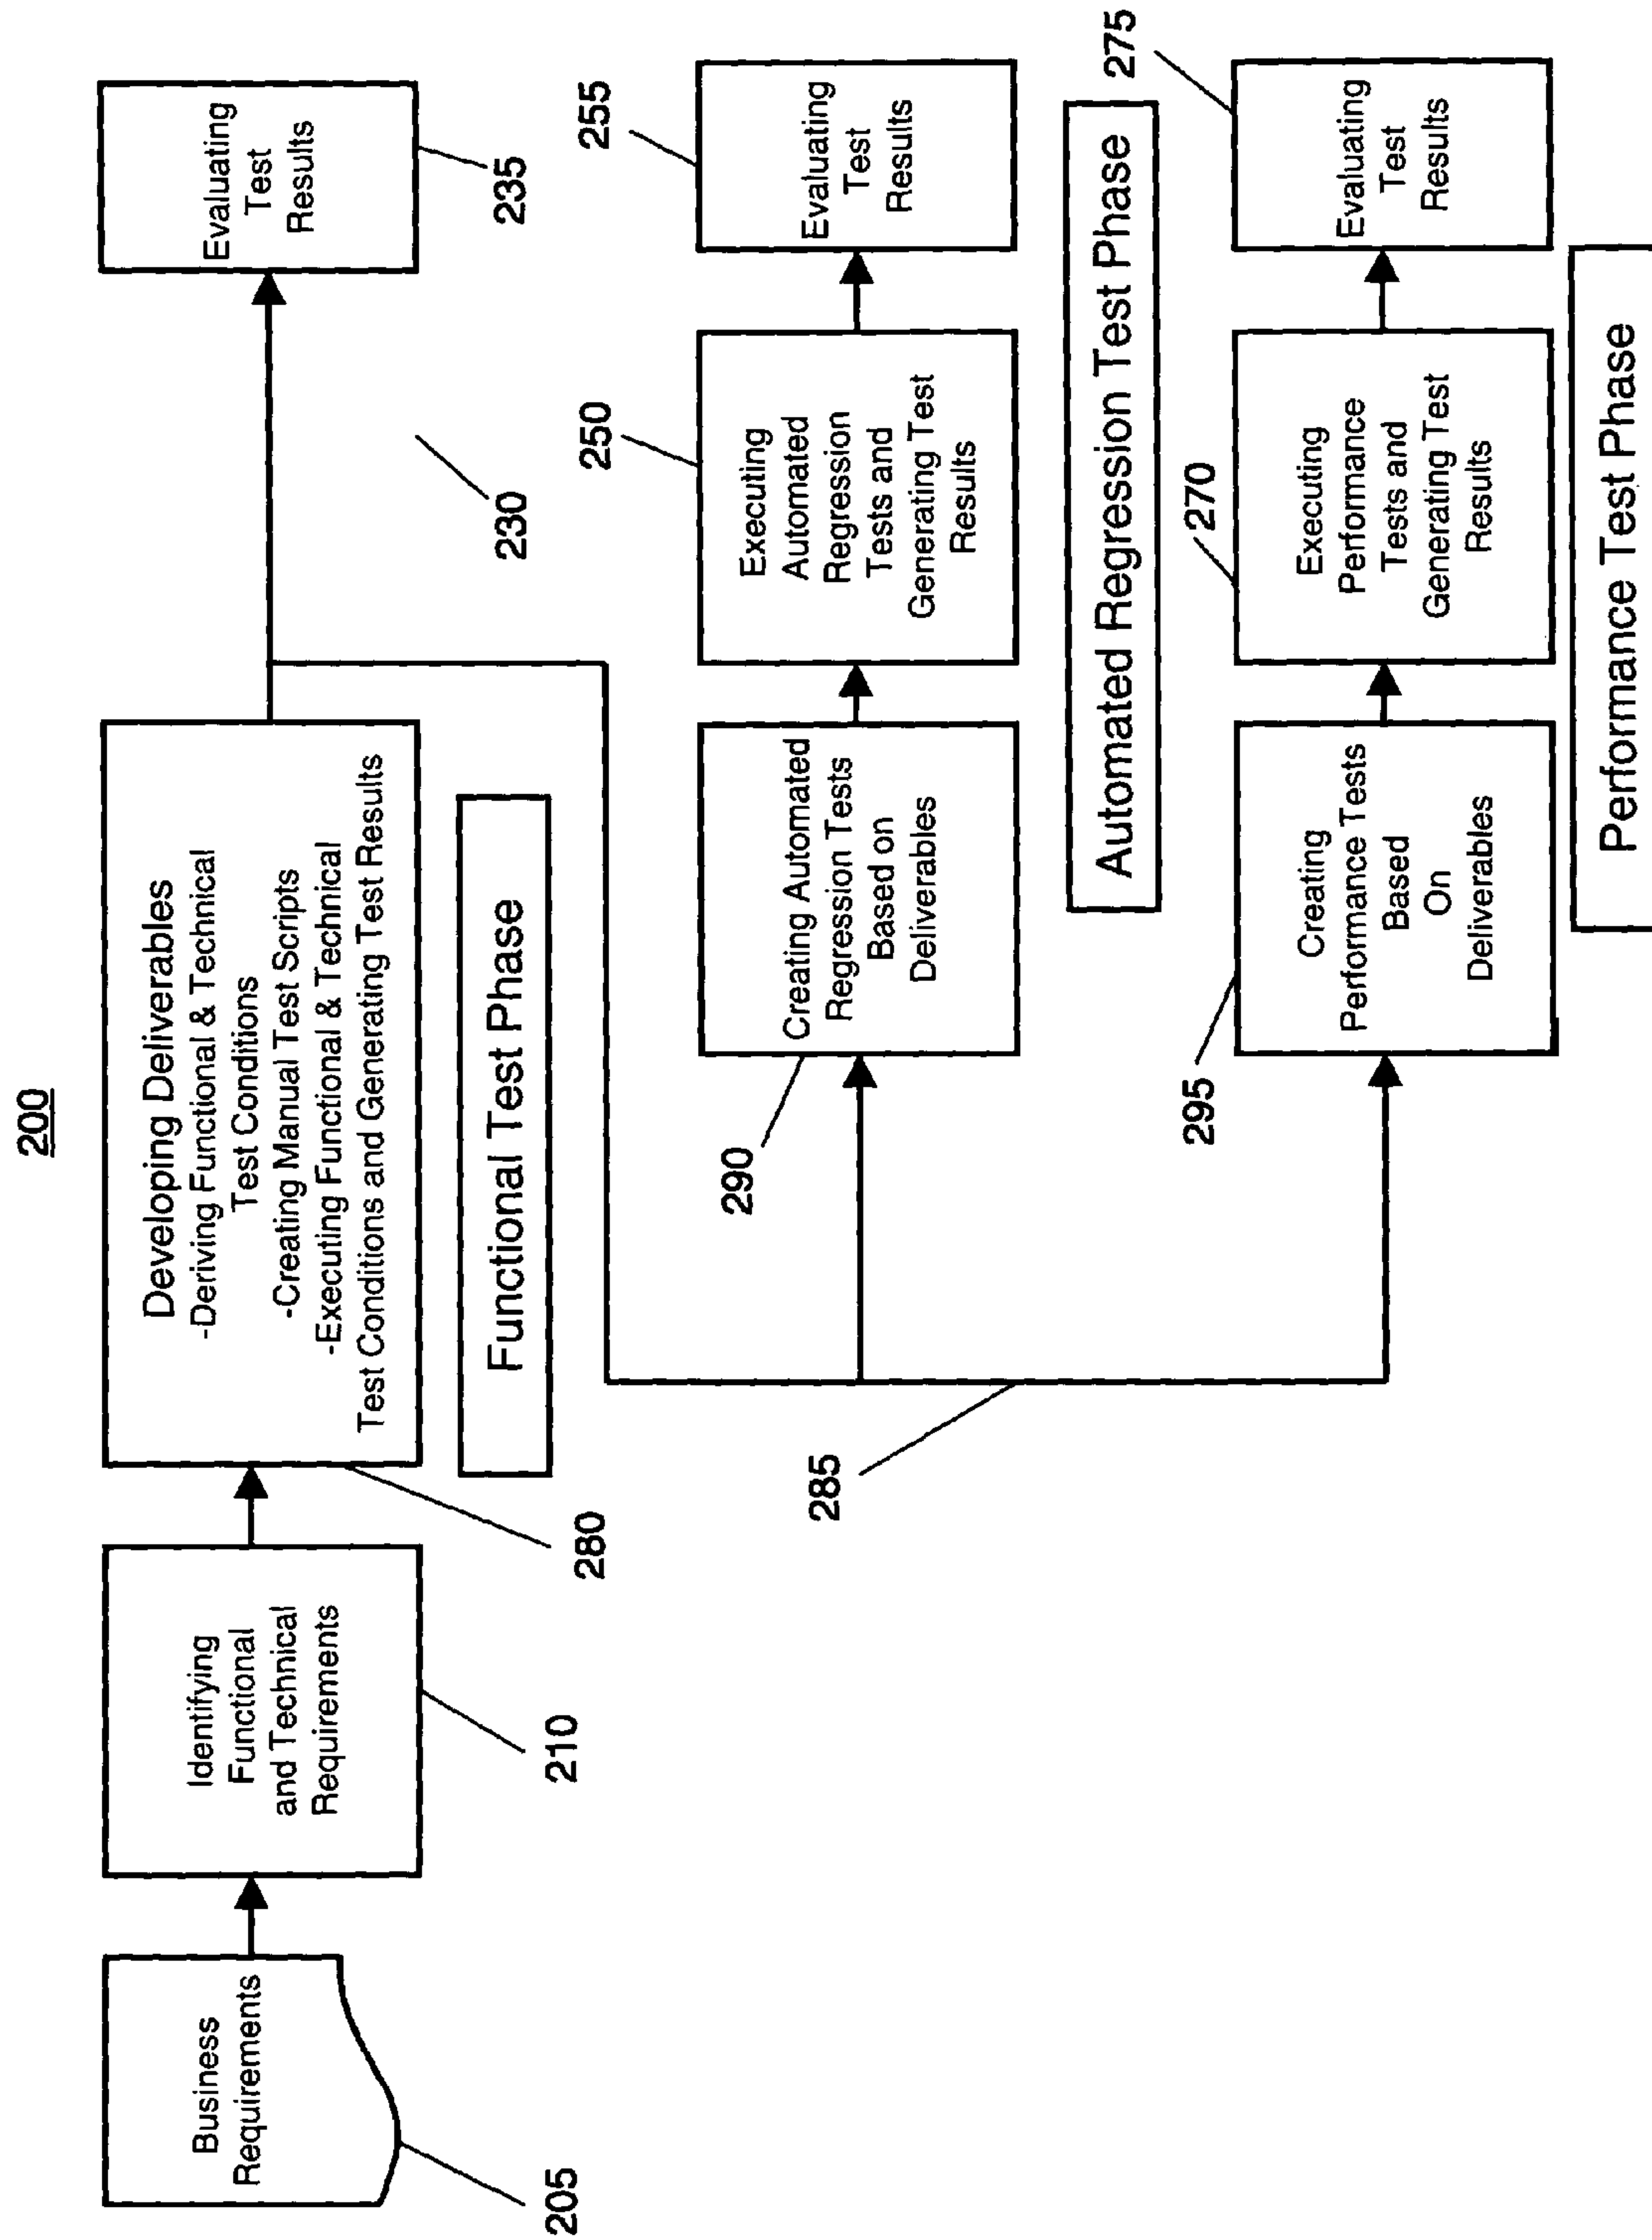 200
Business
Requirements
205
Identifying
Functional
and Technical
Requirements
210
Developing Deliverables
-Deriving Functional & Technical
Test Conditions
-Creating Manual Test Scripts
-Executing Functional & Technical
Test Conditions and Generating Test Results
280
Functional Test Phase
230
Evaluating
Test
Results
235
285
290
Creating Automated
Regression Tests
Based on
Deliverables
250
Executing
Automated
Regression
Tests and
Generating Test
Results
255
Evaluating
Test
Results
Automated Regression Test Phase
295
Creating
Performance Tests
Based
On
Deliverables
270
Executing
Performance
Tests and
Generating Test
Results
275
Evaluating
Test
Results
Performance Test Phase